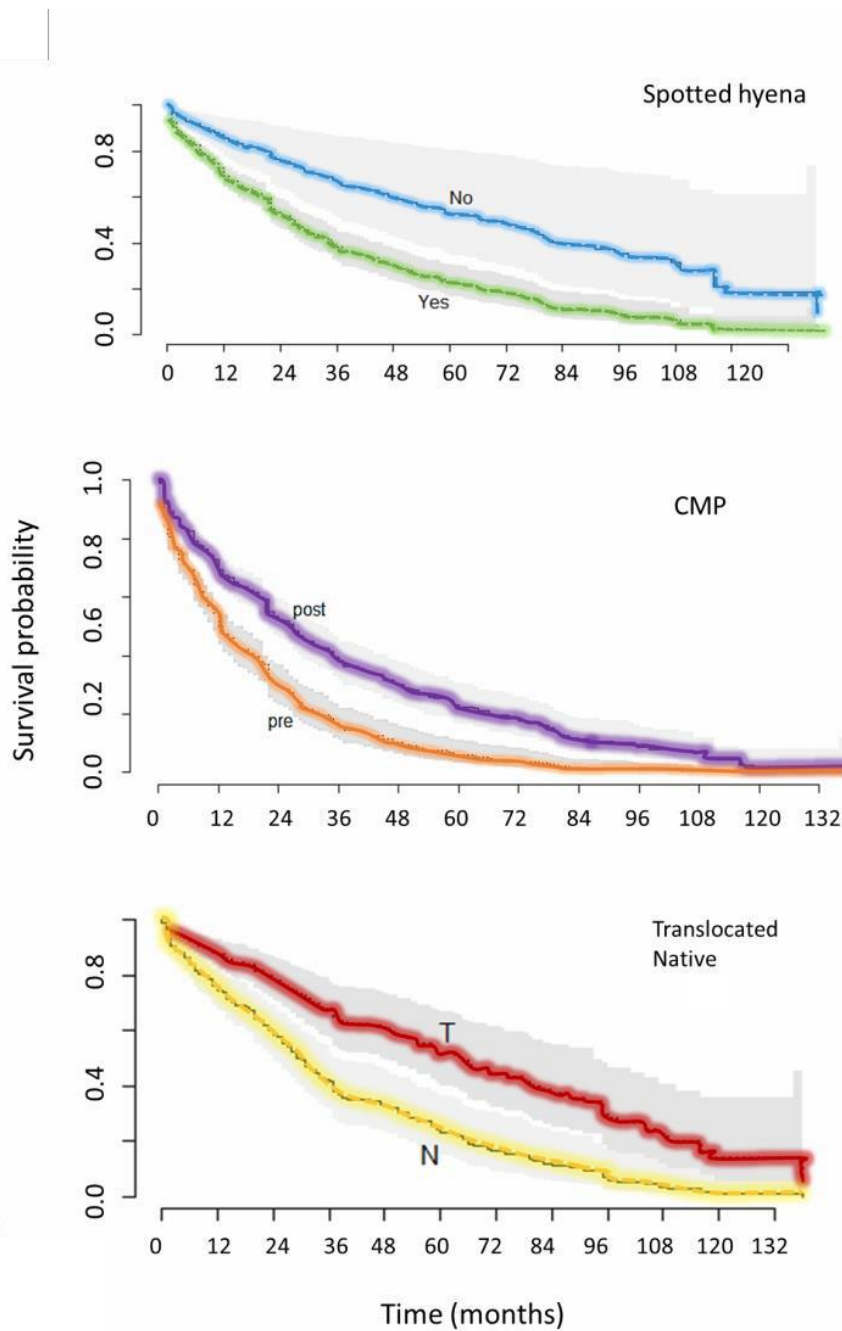 Spotted hyena
0.8
0.4
0.0
No
Yes
0 12 24 36 48 60 72 84 96 108 120
CMP
1.0
0.8
0.6
0.4
0.2
0.0
post
pre
0 12 24 36 48 60 72 84 96 108 120 132
Survival probability
Translocated
Native
0.8
0.4
0.0
T
N
0 12 24 36 48 60 72 84 96 108 120 132
Time (months)